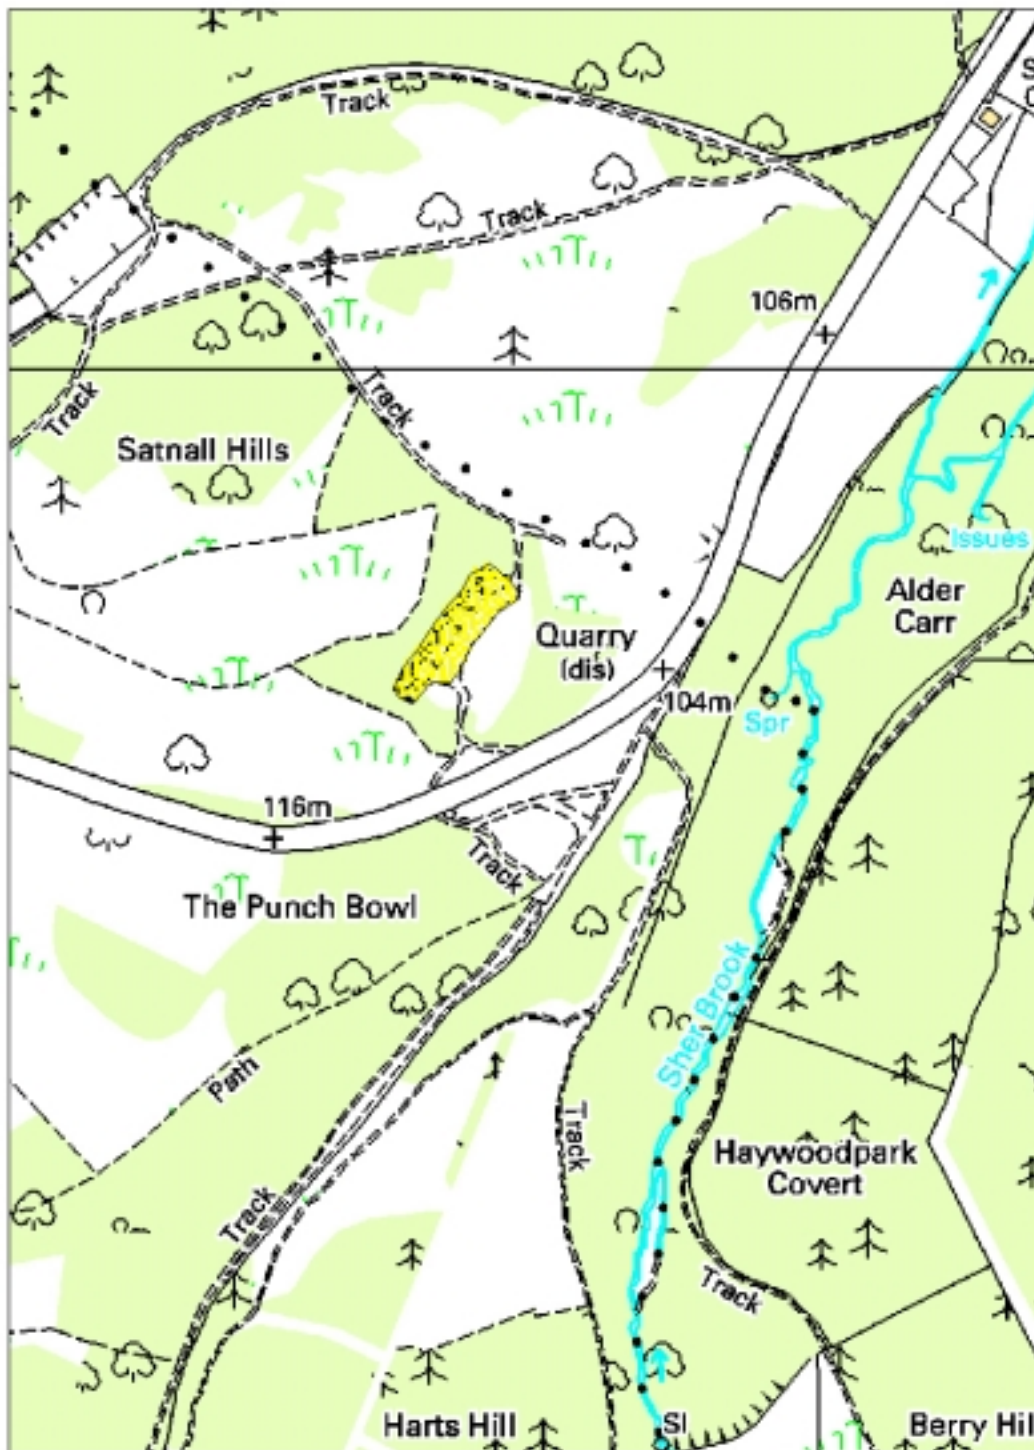 Track
Track
106m
Track
Track
Satnall Hills
Issues
Alder
Carr
Quarry
(dis)
104m
Spr
116m
Track
The Punch Bowl
Sher Brook
Path
Track
Haywoodpark
Covert
Track
Track
Harts Hill
SI
Berry Hil